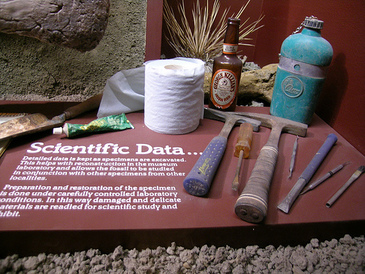 Scientific Data...
Detailed data is kept as specimens are excavated.
This helps with reconstruction in the museum
laboratory and allows the fossil to be studied
in conjunction with other specimens from other
localities.
Preparation and restoration of the specimen
done under carefully controlled laboratory
conditions. In this way damaged and delicate
materials are readied for scientific study and